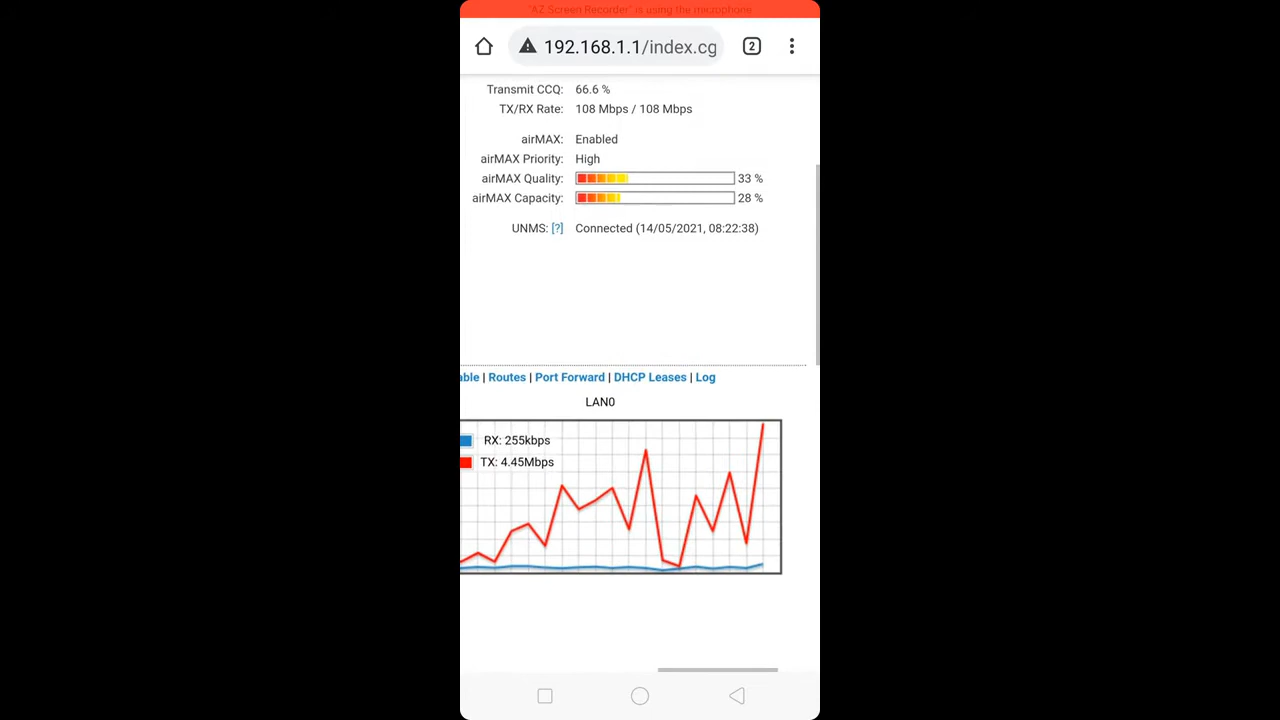 "AZ Screen Recorder" is using the microphone
192.168.1.1/index.cg
2
Transmit CCQ: 66.6 %
TX/RX Rate: 108 Mbps / 108 Mbps
airMAX: Enabled
airMAX Priority: High
airMAX Quality: 33 %
airMAX Capacity: 28 %
UNMS: [?] Connected (14/05/2021, 08:22:38)
able | Routes | Port Forward | DHCP Leases | Log
LAN0
RX: 255kbps
TX: 4.45Mbps